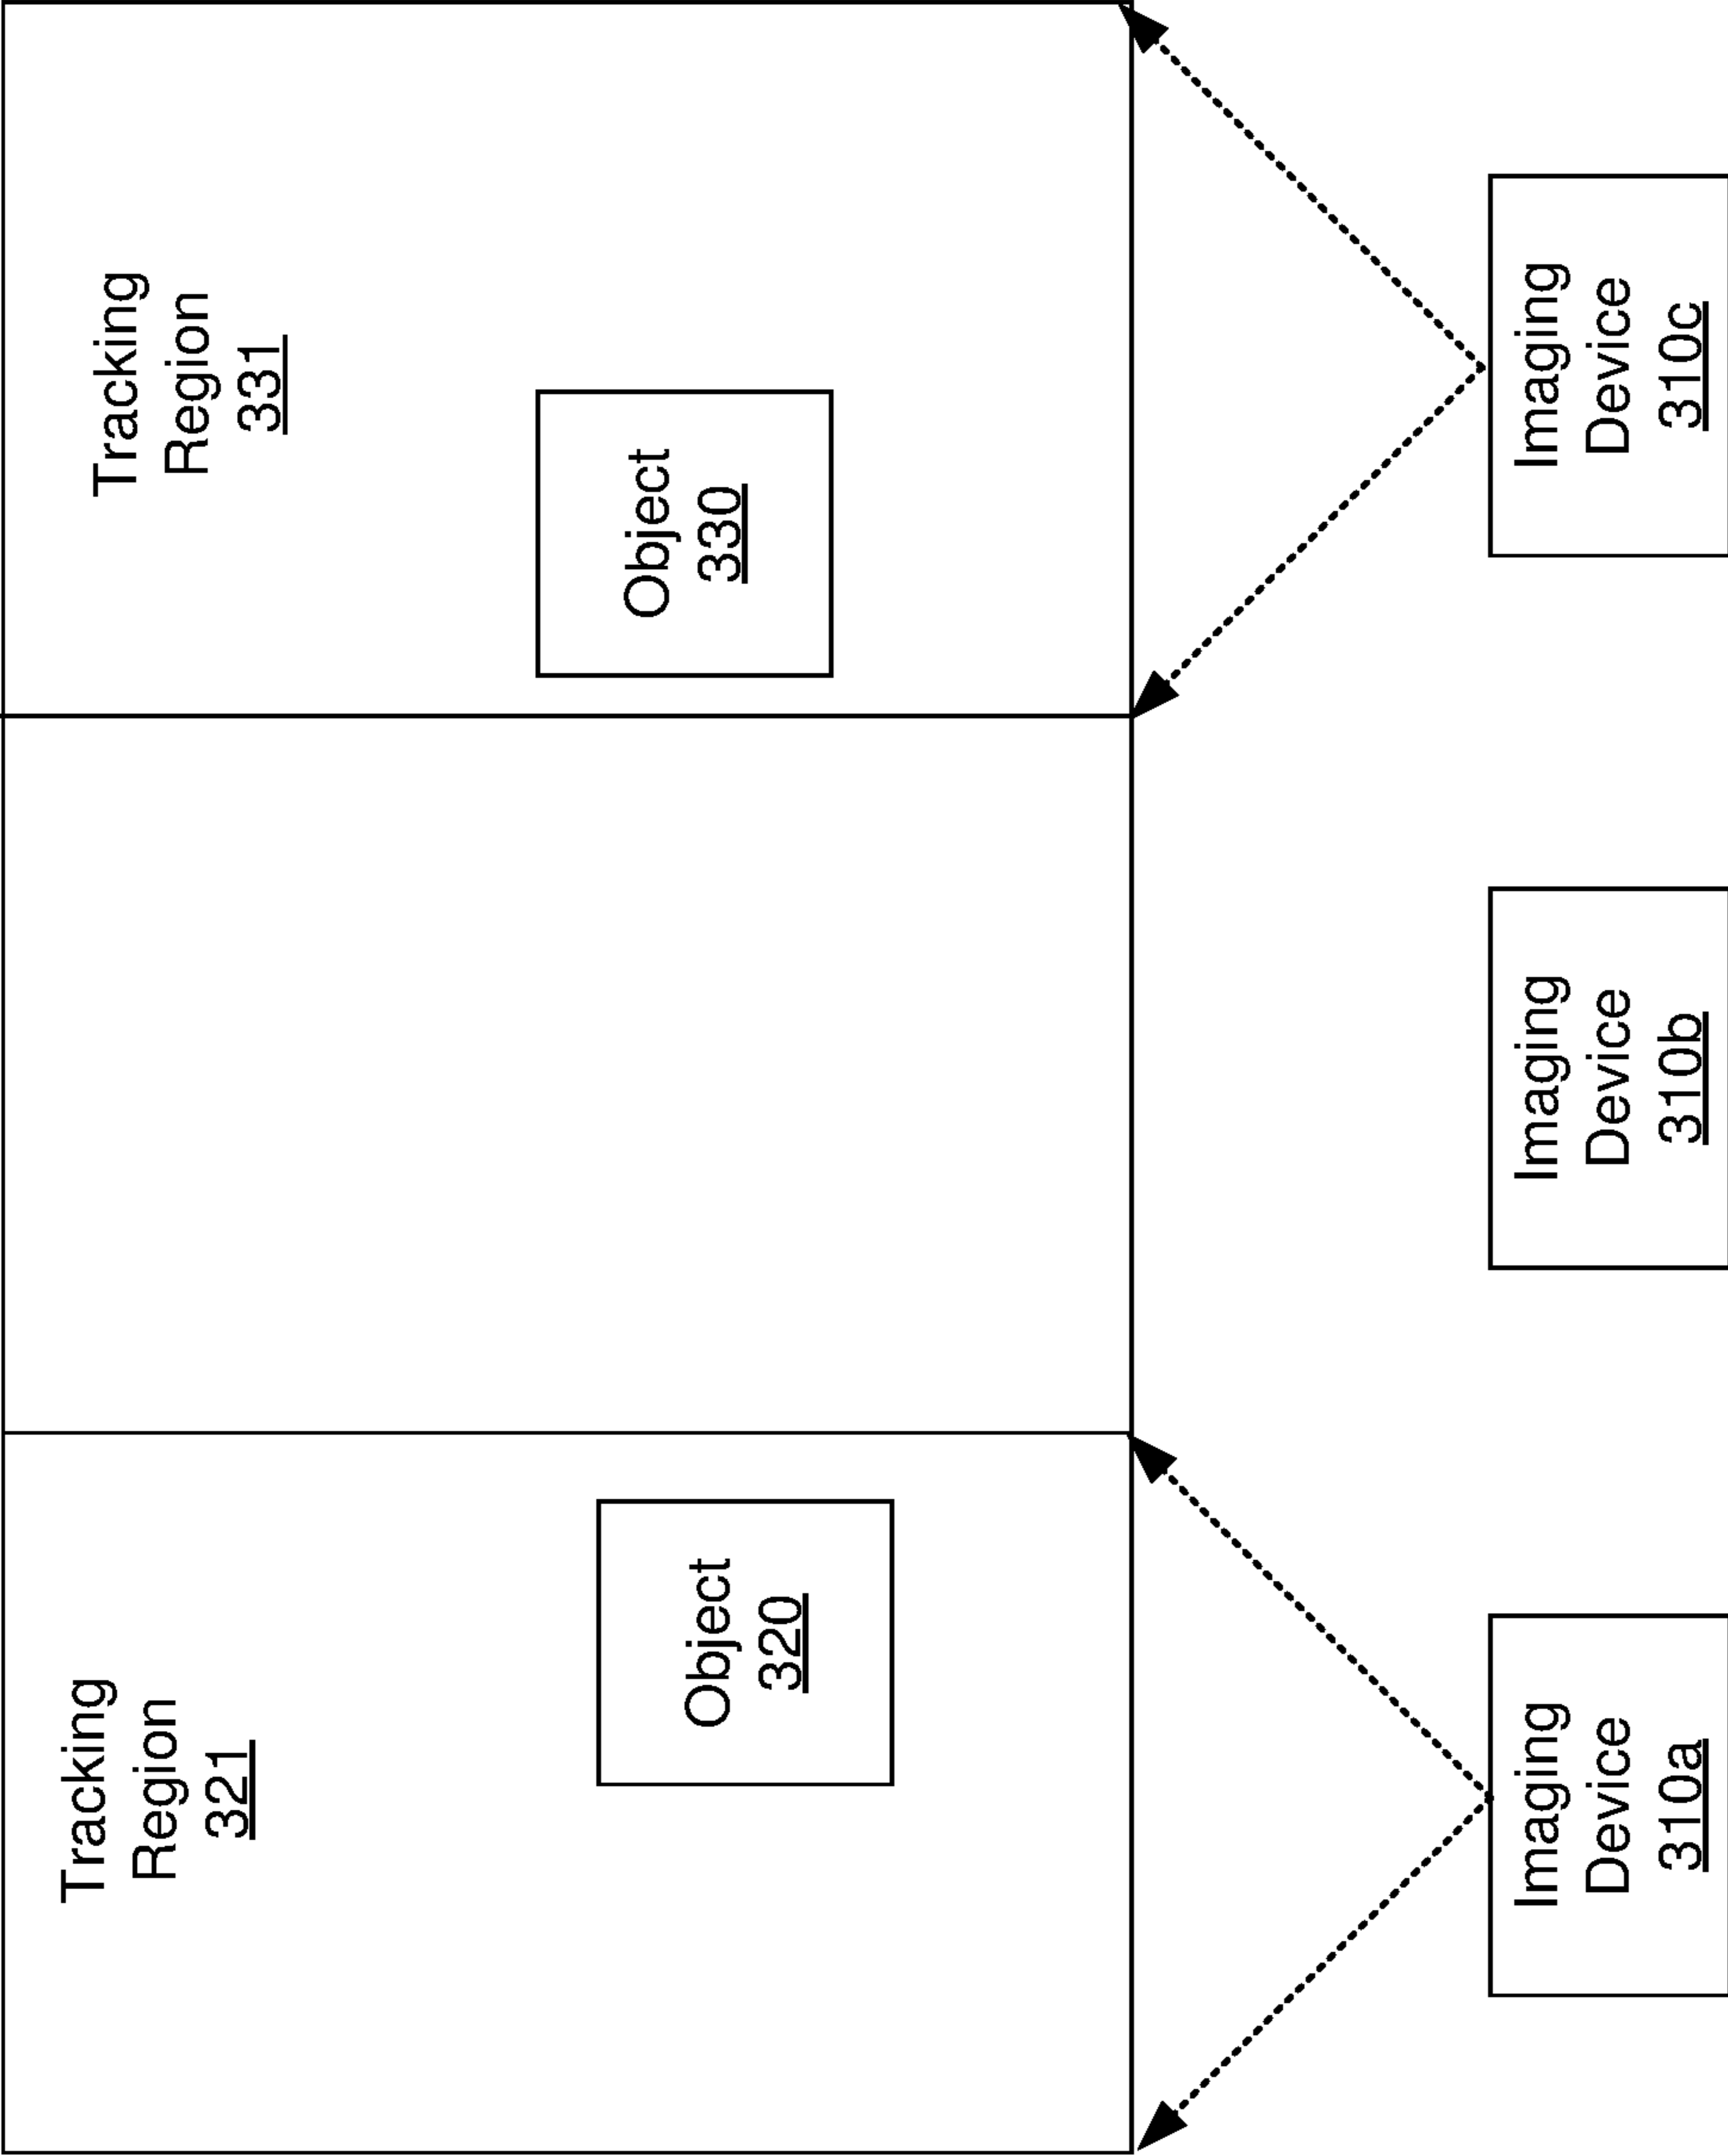 Tracking
Region
321
Tracking
Region
331
Object
320
Object
330
Imaging
Device
310a
Imaging
Device
310b
Imaging
Device
310c